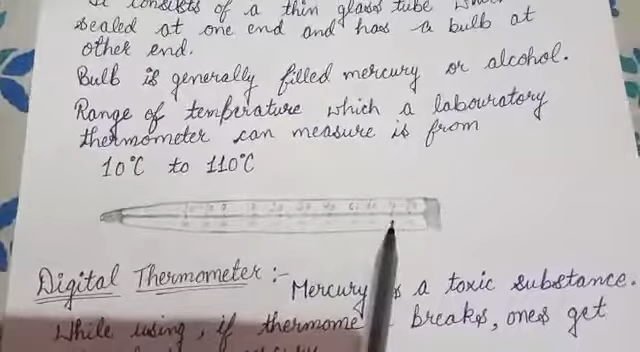 It consists of a thin glass tube
sealed at one end and has a bulb at
other end.
Bulb is generally filled mercury or alcohol.
Range of temperature which a labouratory
thermometer can measure is from
10°C to 110°C
Digital Thermometer :-
Mercury is a toxic substance.
While using, if thermome breaks, ones get